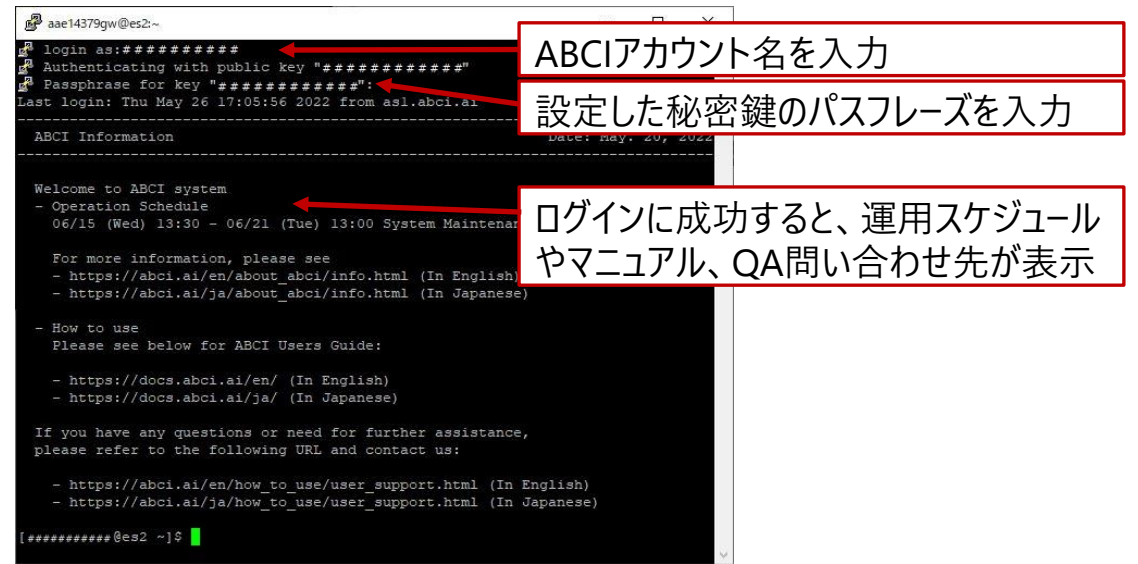 aae14379gw@es2:~
login as:##########
ABCIアカウント名を入力
Authenticating with public key "############"
Passphrase for key "############":
設定した秘密鍵のパスフレーズを入力
Last login: Thu May 26 17:05:56 2022 from as1.abci.ai
ABCI Information Date: May. 20, 2022
Welcome to ABCI system
- Operation Schedule
06/15 (Wed) 13:30 - 06/21 (Tue) 13:00 System
ログインに成功すると、運用スケジュール
やマニュアル、QA問い合わせ先が表示
For more information, please see
- https://abci.ai/en/about_abci/info.html (In English)
- https://abci.ai/ja/about_abci/info.html (In Japanese)
- How to use
Please see below for ABCI Users Guide:
- https://docs.abci.ai/en/ (In English)
- https://docs.abci.ai/ja/ (In Japanese)
If you have any questions or need for further assistance,
please refer to the following URL and contact us:
- https://abci.ai/en/how_to_use/user_support.html (In English)
- https://abci.ai/ja/how_to_use/user_support.html (In Japanese)
[###########@es2 ~]$